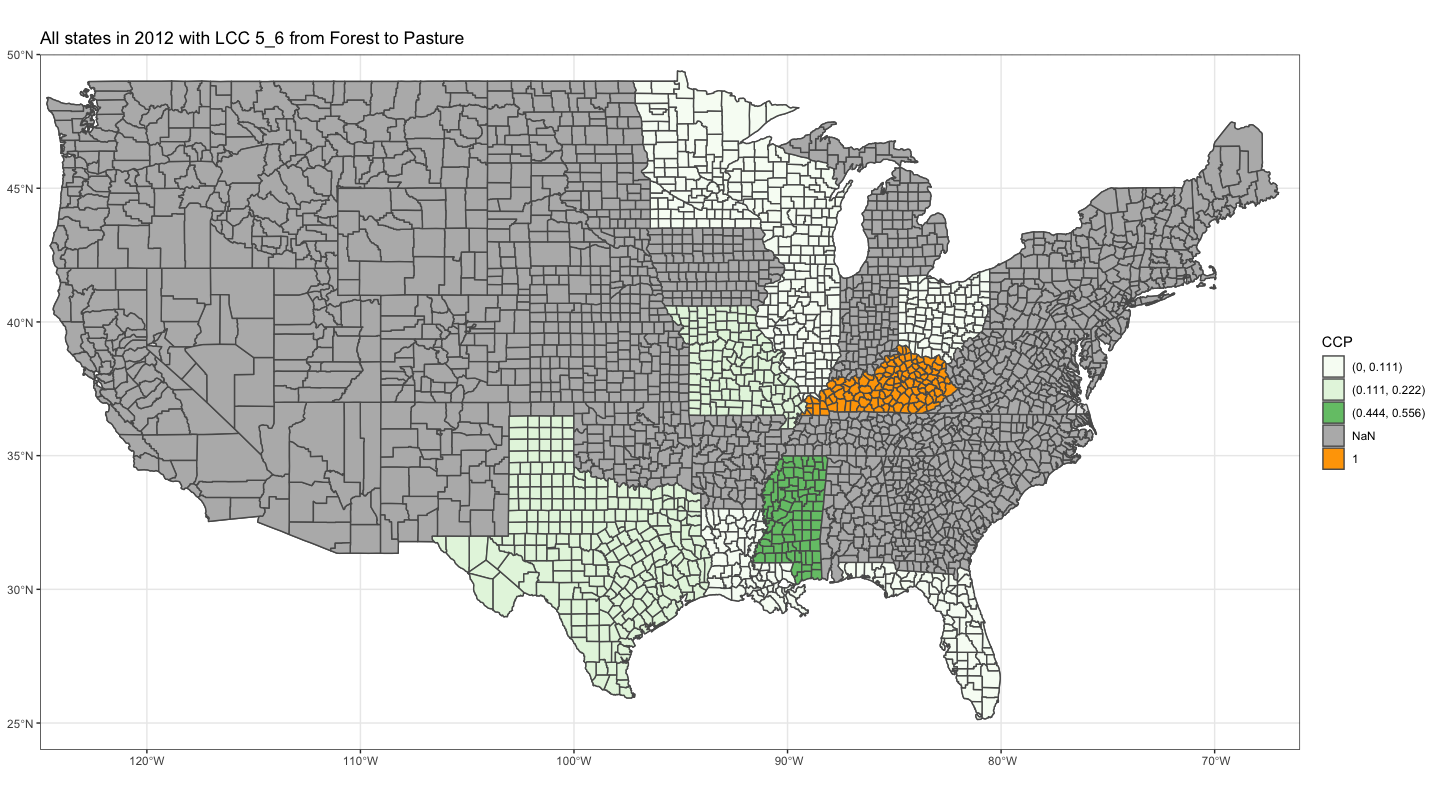 All states in 2012 with LCC 5_6 from Forest to Pasture
50°N
45°N
40°N
35°N
30°N
25°N
120°W
110°W
100°W
90°W
80°W
70°W
CCP
(0, 0.111)
(0.111, 0.222)
(0.444, 0.556)
NaN
1